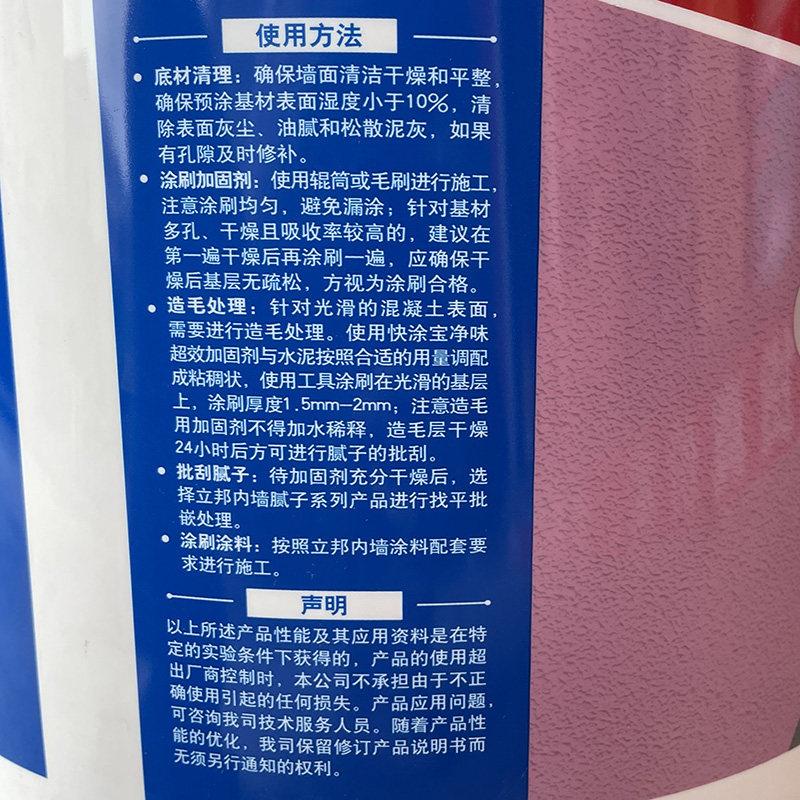 使用方法
• 底材清理：确保墙面清洁干燥和平整，
确保预涂基材表面湿度小于10%，清
除表面灰尘、油腻和松散泥灰，如果
有孔隙及时修补。
• 涂刷加固剂：使用辊筒或毛刷进行施工，
注意涂刷均匀，避免漏涂；针对基材
多孔、干燥且吸收率较高的，建议在
第一遍干燥后再涂刷一遍，应确保干
燥后基层无疏松，方视为涂刷合格。
• 造毛处理：针对光滑的混凝土表面，
需要进行造毛处理。使用快涂宝净味
超效加固剂与水泥按照合适的用量调配
成粘稠状，使用工具涂刷在光滑的基层
上，涂刷厚度1.5mm-2mm；注意造毛
用加固剂不得加水稀释，造毛层干燥
24小时后方可进行腻子的批刮。
• 批刮腻子：待加固剂充分干燥后，选
择立邦内墙腻子系列产品进行找平批
嵌处理。
• 涂刷涂料：按照立邦内墙涂料配套要
求进行施工。
声明
以上所述产品性能及其应用资料是在特
定的实验条件下获得的，产品的使用超
出厂商控制时，本公司不承担由于不正
确使用引起的任何损失。产品应用问题，
可咨询我司技术服务人员。随着产品性
能的优化，我司保留修订产品说明书而
无须另行通知的权利。